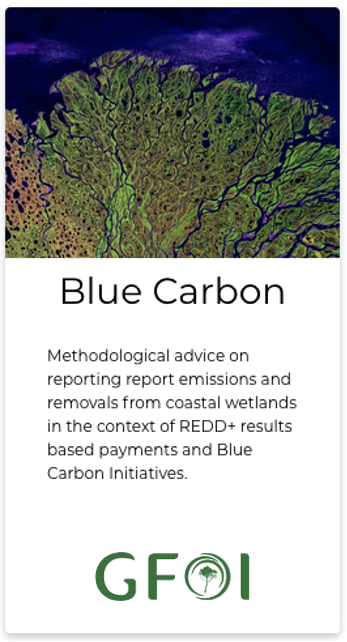 Blue Carbon
Methodological advice on
reporting report emissions and
removals from coastal wetlands
in the context of REDD+ results
based payments and Blue
Carbon Initiatives.
GFOI